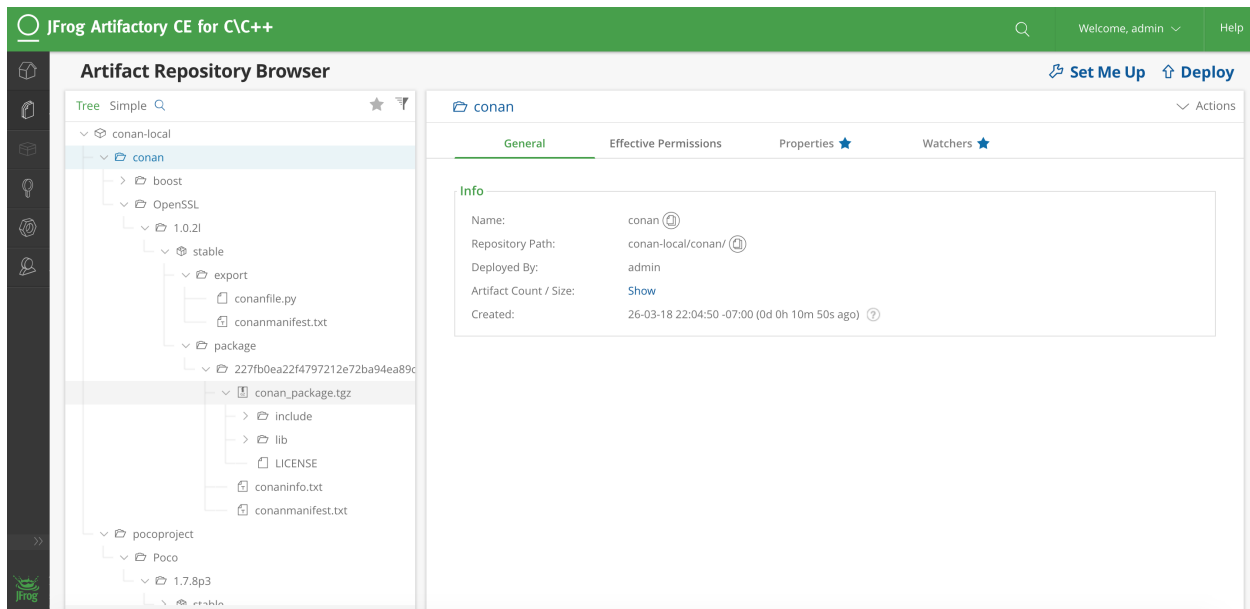 JFrog Artifactory CE for C\C++
Welcome, admin
Help
Artifact Repository Browser
Set Me Up
Deploy
Tree Simple
conan-local
conan
boost
OpenSSL
1.0.2l
stable
export
conanfile.py
conanmanifest.txt
package
227fb0ea22f4797212e72ba94ea89c
conan_package.tgz
include
lib
LICENSE
conaninfo.txt
conanmanifest.txt
pocoproject
Poco
1.7.8p3
stable
conan
Actions
General
Effective Permissions
Properties
Watchers
Info
Name: conan
Repository Path: conan-local/conan/
Deployed By: admin
Artifact Count / Size: Show
Created: 26-03-18 22:04:50 -07:00 (0d 0h 10m 50s ago) ?
JFrog